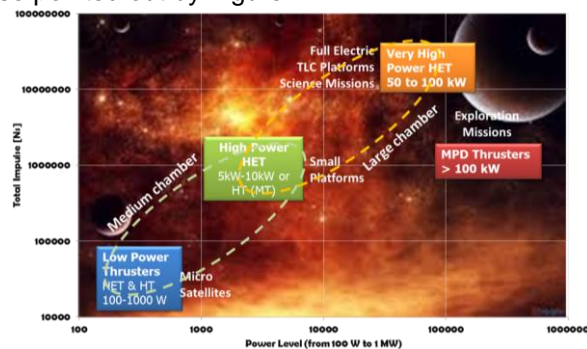 100000000
10000000
1000000
100000
10000
Total Impulse [Ns]
Full Electric
TLC Platforms
Science Missions
Very High
Power HET
50 to 100 kW
Exploration
Missions
MPD Thrusters
> 100 kW
Large chamber
High Power
HET
5kW-10kW or
HT (MT)
Small
Platforms
Medium chamber
Low Power
Thrusters
HET & HT
100-1000 W
Micro
Satellites
100
1000
10000
100000
1000000
Power Level (from 100 W to 1 MW)